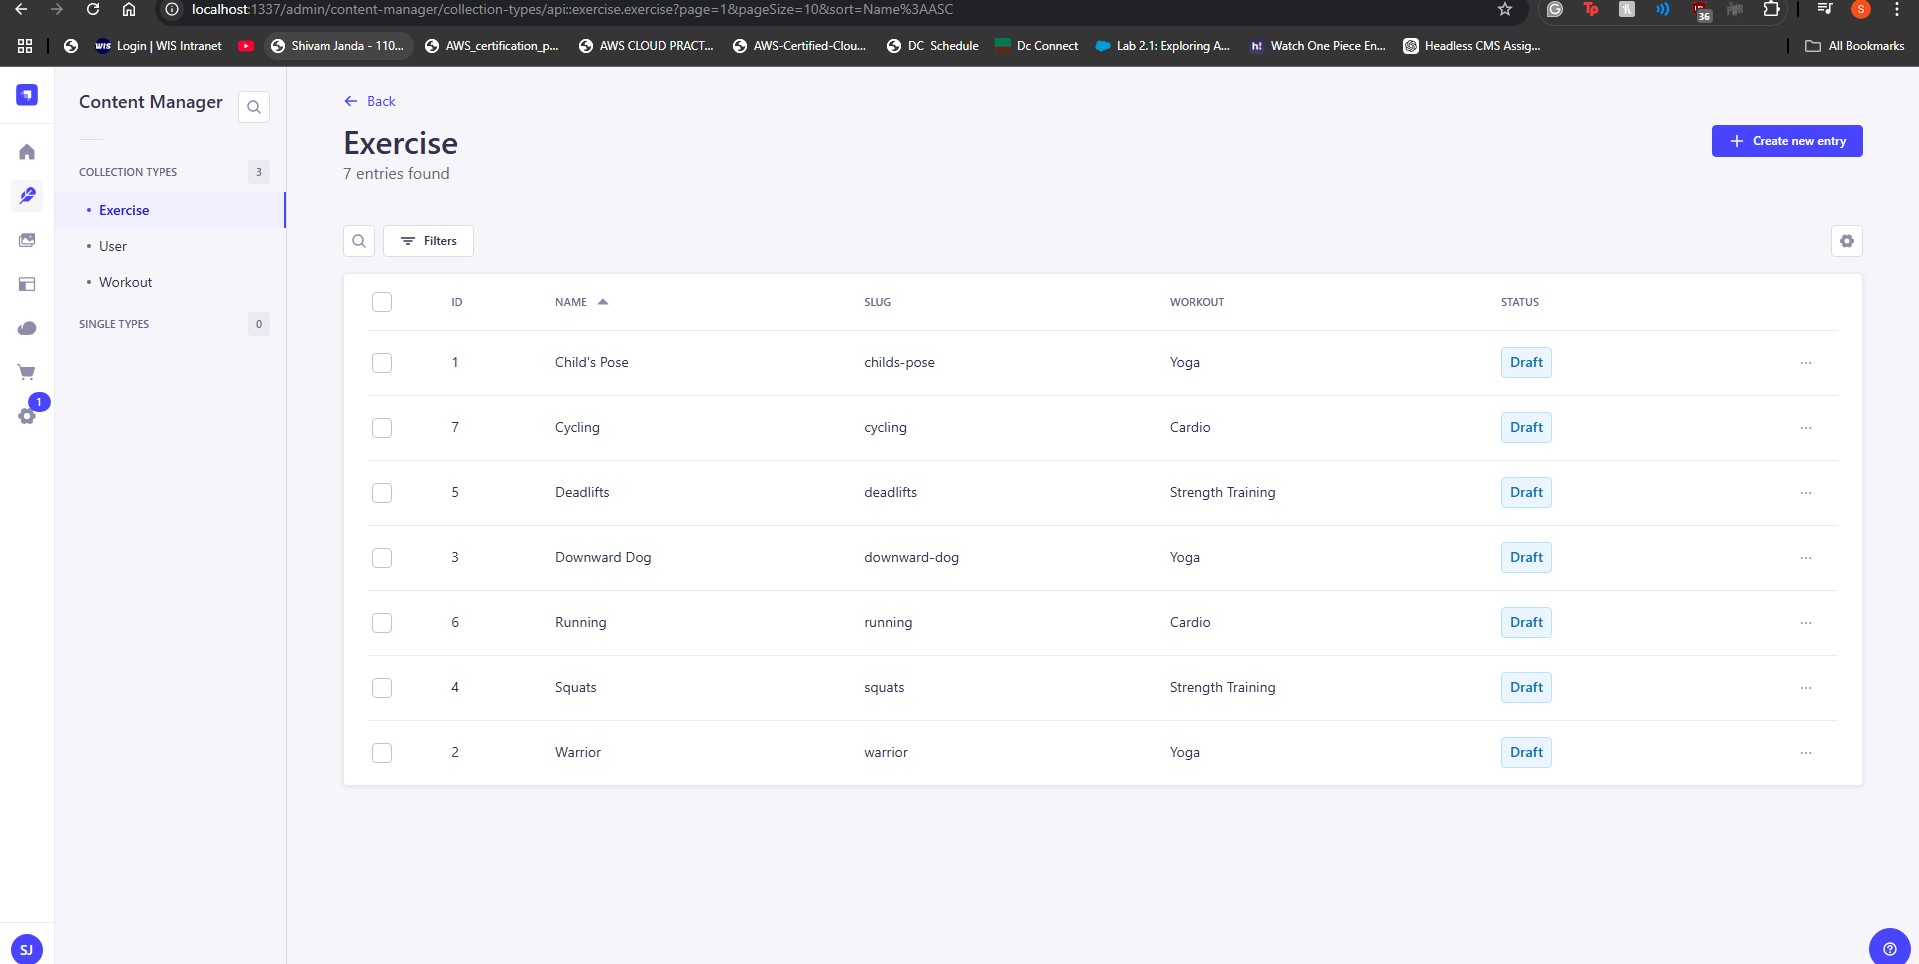 localhost:1337/admin/content-manager/collection-types/api::exercise.exercise?page=1&pageSize=10&sort=Name%3AASC
Tp
36
S
WIS Login | WIS Intranet
Shivam Janda - 110...
AWS_certification_p...
AWS CLOUD PRACT...
AWS-Certified-Clou...
DC Schedule
Dc Connect
Lab 2.1: Exploring A...
h! Watch One Piece En...
Headless CMS Assig...
All Bookmarks
Content Manager
COLLECTION TYPES 3
Exercise
User
Workout
SINGLE TYPES 0
1
SJ
Back
Exercise
7 entries found
Create new entry
Filters
ID NAME SLUG WORKOUT STATUS
1 Child's Pose childs-pose Yoga Draft
7 Cycling cycling Cardio Draft
5 Deadlifts deadlifts Strength Training Draft
3 Downward Dog downward-dog Yoga Draft
6 Running running Cardio Draft
4 Squats squats Strength Training Draft
2 Warrior warrior Yoga Draft